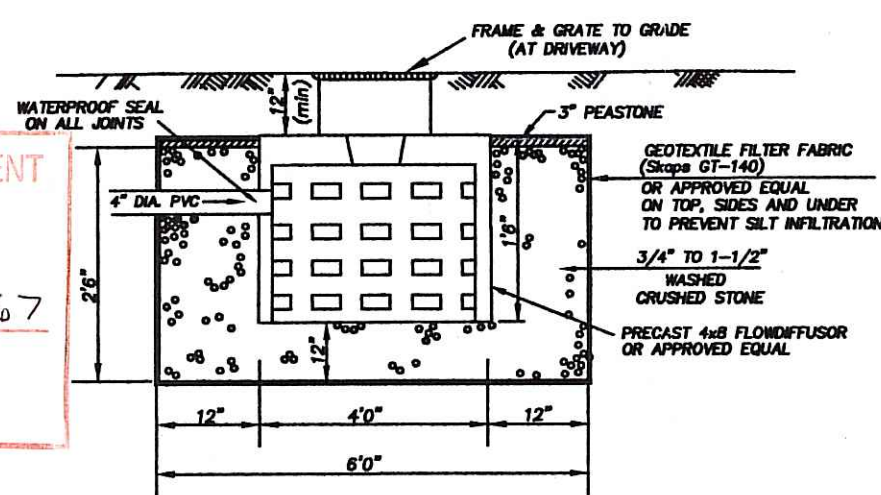 FRAME & GRATE TO GRADE
(AT DRIVEWAY)
WATERPROOF SEAL
ON ALL JOINTS
12"
(min)
3" PEASTONE
GEOTEXTILE FILTER FABRIC
(Skaps GT-140)
OR APPROVED EQUAL
ON TOP, SIDES AND UNDER
TO PREVENT SILT INFILTRATION
4" DIA. PVC
2'6"
1'6"
3/4" TO 1-1/2"
WASHED
CRUSHED STONE
PRECAST 4x8 FLOWDIFFUSOR
OR APPROVED EQUAL
12"
12"
4'0"
12"
6'0"
ENT
7